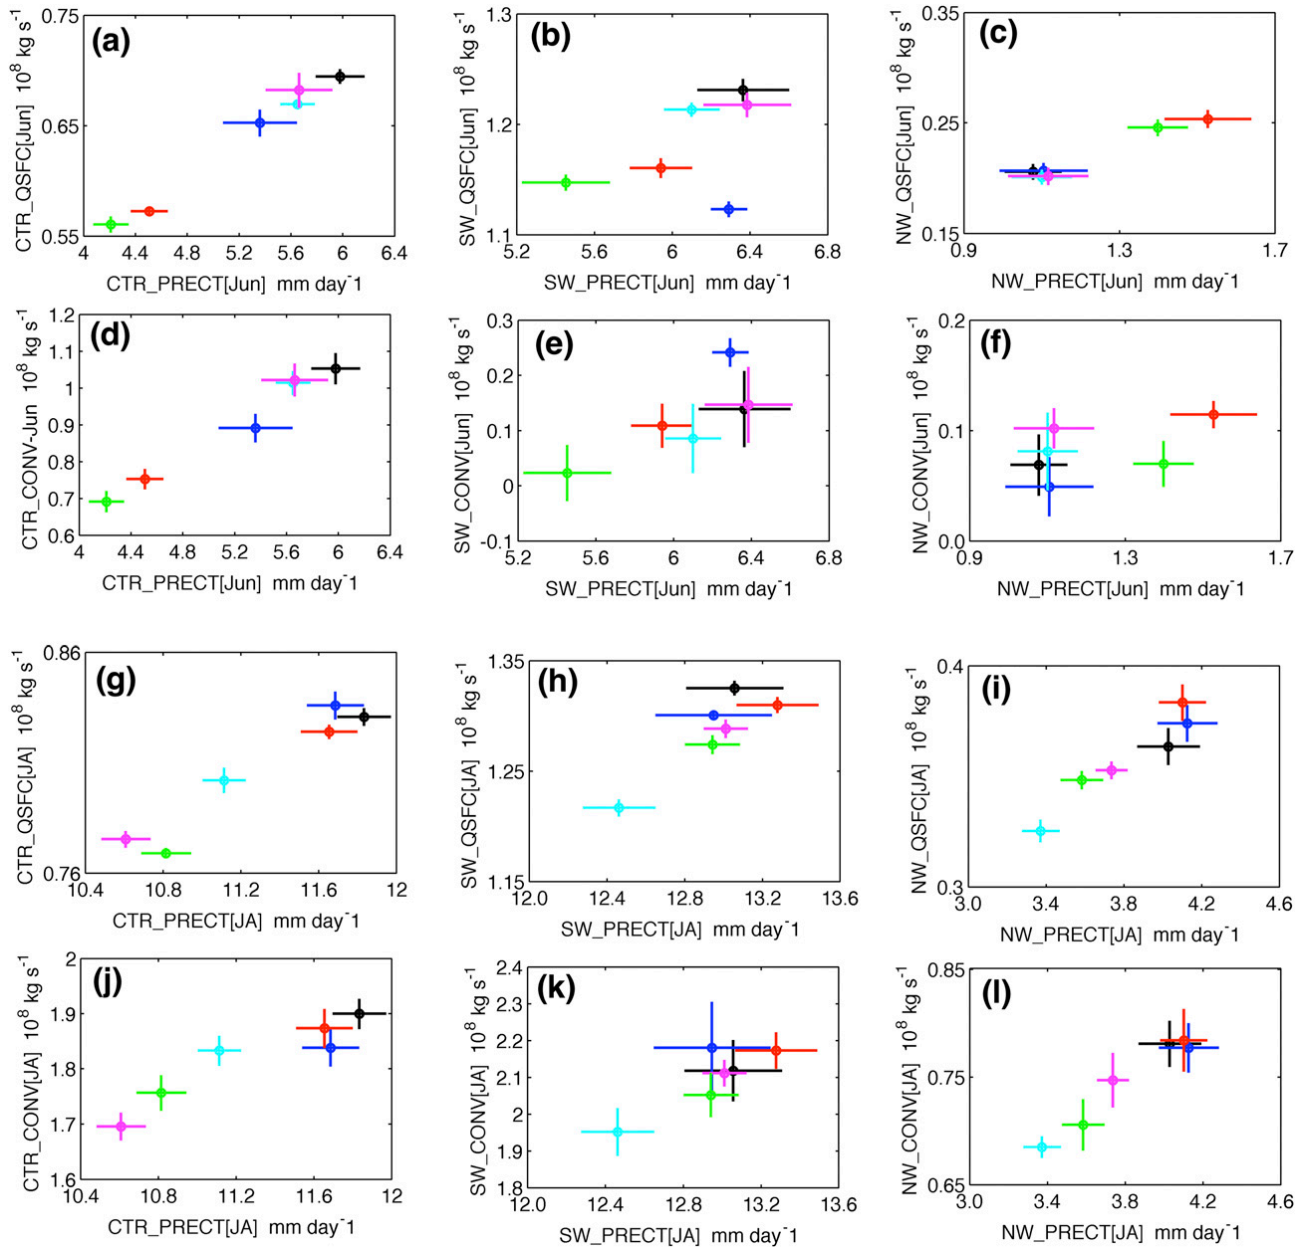 (a)
0.75
0.65
0.55
CTR_QSFC[Jun] 10⁸ kg s⁻¹
4 4.4 4.8 5.2 5.6 6 6.4
CTR_PRECT[Jun] mm day⁻1
(b)
1.3
1.2
1.1
SW_QSFC[Jun] 10⁸ kg s⁻¹
5.2 5.6 6 6.4 6.8
SW_PRECT[Jun] mm day⁻1
(c)
0.35
0.25
0.15
NW_QSFC[Jun] 10⁸ kg s⁻¹
0.9 1.3 1.7
NW_PRECT[Jun] mm day⁻1
(d)
1.2
1.1
1
0.9
0.8
0.7
0.6
CTR_CONV-Jun 10⁸ kg s⁻¹
4 4.4 4.8 5.2 5.6 6 6.4
CTR_PRECT[Jun] mm day⁻1
(e)
0.3
0.2
0.1
0
-0.1
SW_CONV[Jun] 10⁸ kg s⁻¹
5.2 5.6 6 6.4 6.8
SW_PRECT[Jun] mm day⁻1
(f)
0.2
0.1
0.0
NW_CONV[Jun] 10⁸ kg s⁻¹
0.9 1.3 1.7
NW_PRECT[Jun] mm day⁻1
(g)
0.86
0.76
CTR_QSFC[JA] 10⁸ kg s⁻¹
10.4 10.8 11.2 11.6 12
CTR_PRECT[JA] mm day⁻1
(h)
1.35
1.25
1.15
SW_QSFC[JA] 10⁸ kg s⁻¹
12.0 12.4 12.8 13.2 13.6
SW_PRECT[JA] mm day⁻1
(i)
0.4
0.3
NW_QSFC[JA] 10⁸ kg s⁻¹
3.0 3.4 3.8 4.2 4.6
NW_PRECT[JA] mm day⁻1
(j)
2
1.9
1.8
1.7
1.6
CTR_CONV[JA] 10⁸ kg s⁻¹
10.4 10.8 11.2 11.6 12
CTR_PRECT[JA] mm day⁻1
(k)
2.4
2.3
2.2
2.1
2
1.9
1.8
SW_CONV[JA] 10⁸ kg s⁻¹
12.0 12.4 12.8 13.2 13.6
SW_PRECT[JA] mm day⁻1
(l)
0.85
0.75
0.65
NW_CONV[JA] 10⁸ kg s⁻¹
3.0 3.4 3.8 4.2 4.6
NW_PRECT[JA] mm day⁻1